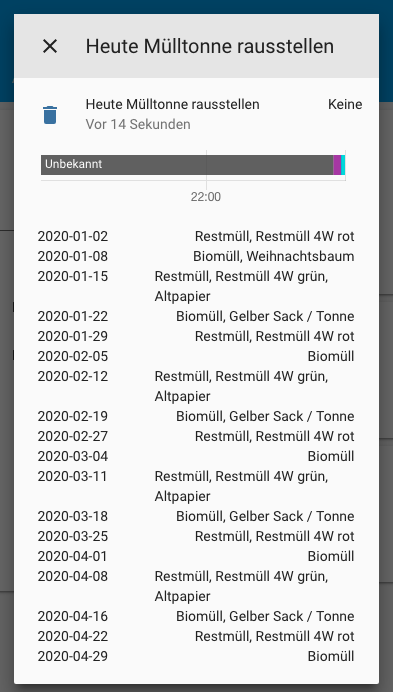 Heute Mülltonne rausstellen
Heute Mülltonne rausstellen Keine
Vor 14 Sekunden
Unbekannt
22:00
2020-01-02 Restmüll, Restmüll 4W rot
2020-01-08 Biomüll, Weihnachtsbaum
2020-01-15 Restmüll, Restmüll 4W grün,
Altpapier
2020-01-22 Biomüll, Gelber Sack / Tonne
2020-01-29 Restmüll, Restmüll 4W rot
2020-02-05 Biomüll
2020-02-12 Restmüll, Restmüll 4W grün,
Altpapier
2020-02-19 Biomüll, Gelber Sack / Tonne
2020-02-27 Restmüll, Restmüll 4W rot
2020-03-04 Biomüll
2020-03-11 Restmüll, Restmüll 4W grün,
Altpapier
2020-03-18 Biomüll, Gelber Sack / Tonne
2020-03-25 Restmüll, Restmüll 4W rot
2020-04-01 Biomüll
2020-04-08 Restmüll, Restmüll 4W grün,
Altpapier
2020-04-16 Biomüll, Gelber Sack / Tonne
2020-04-22 Restmüll, Restmüll 4W rot
2020-04-29 Biomüll